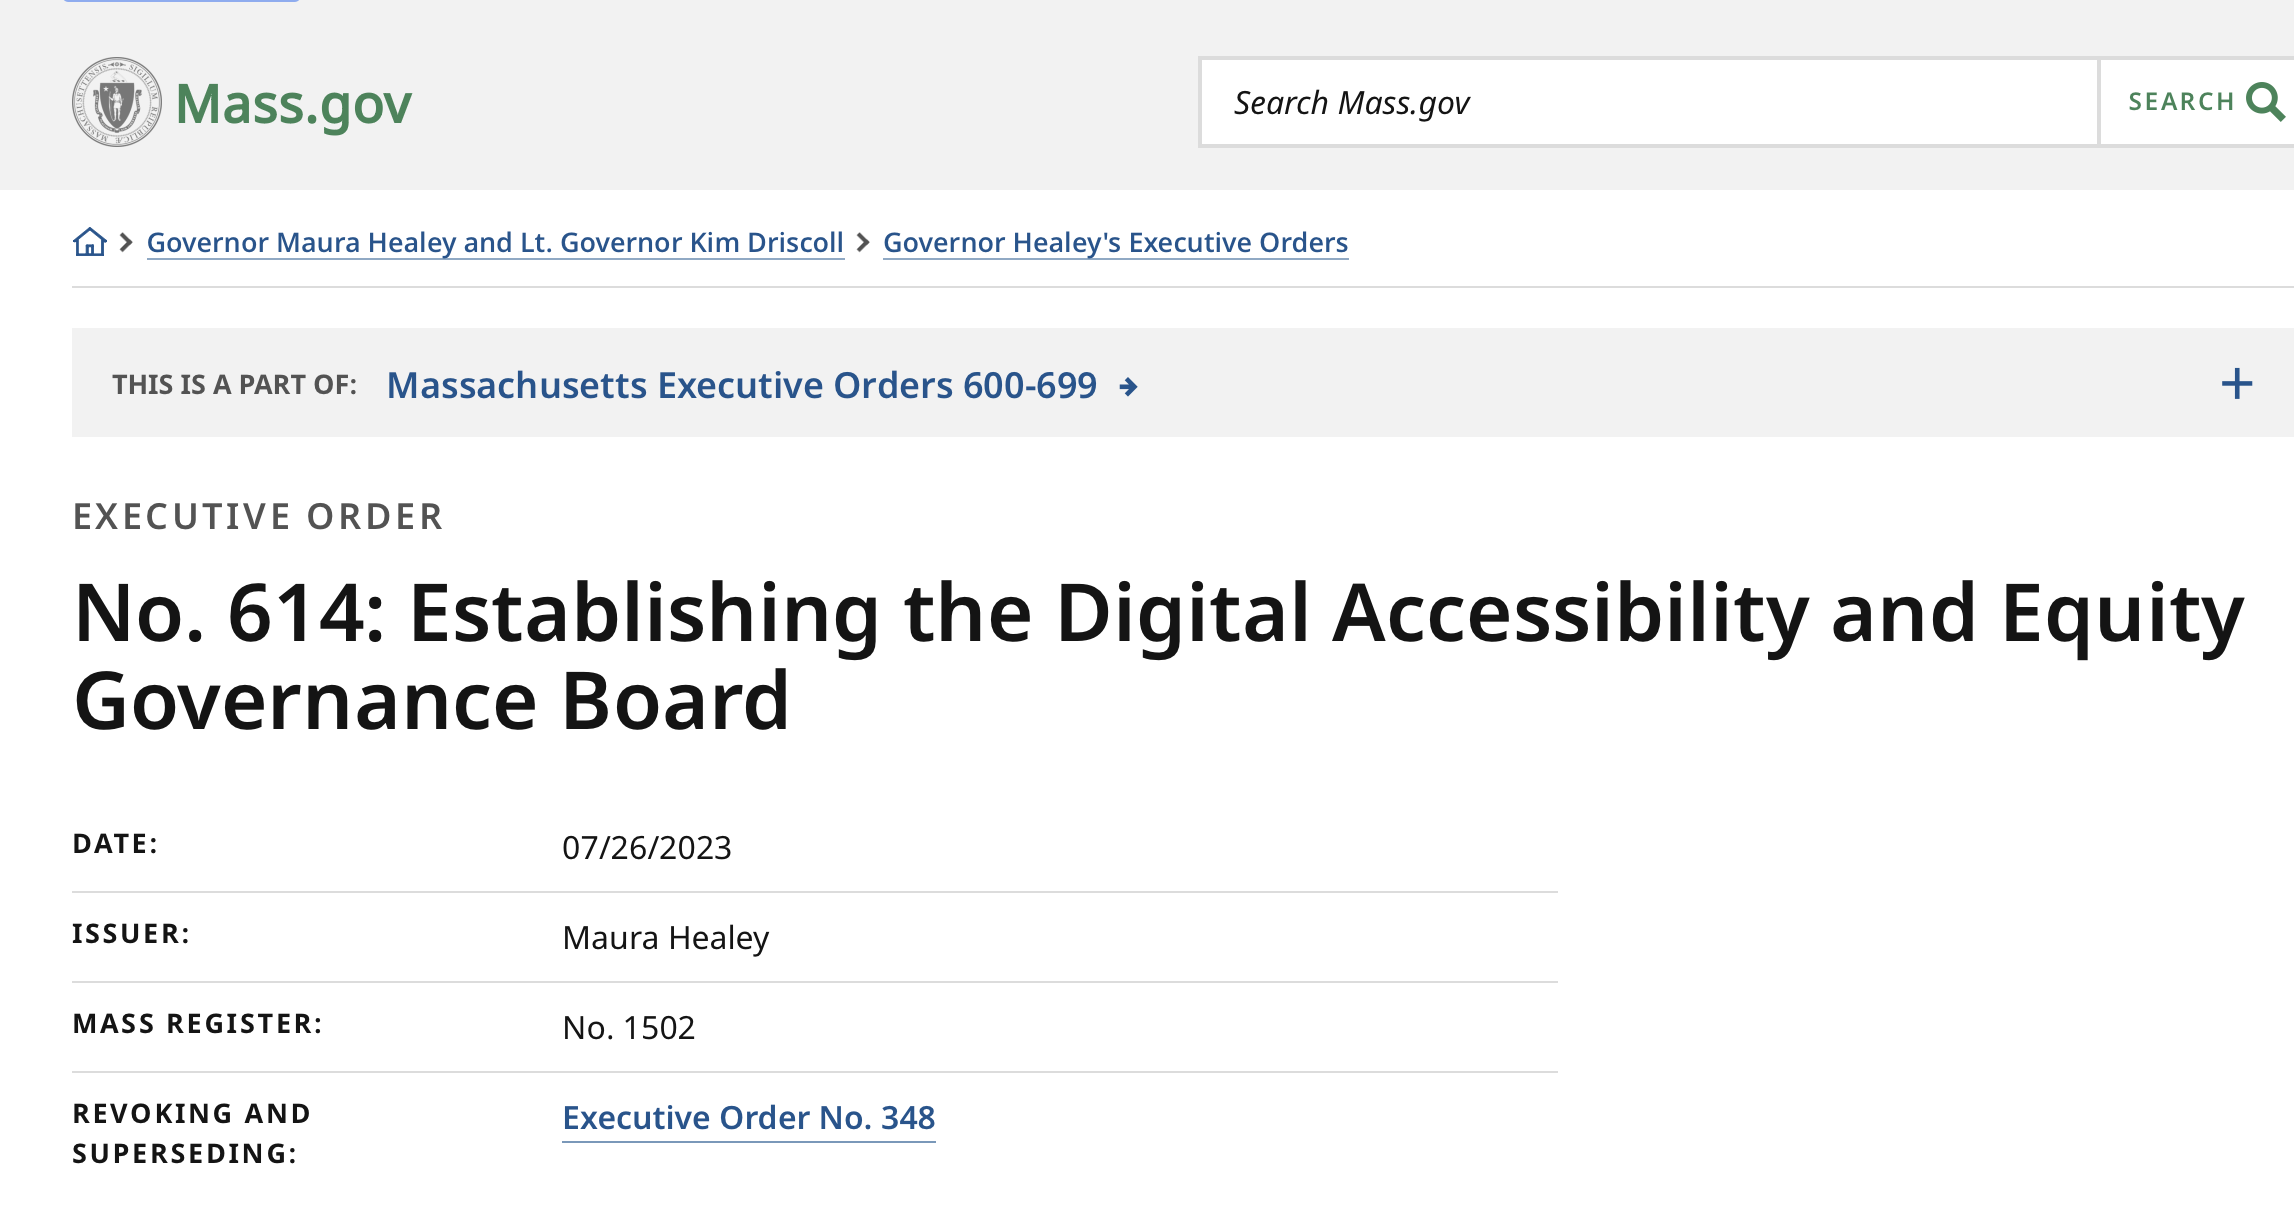 Mass.gov
Search Mass.gov
SEARCH
Governor Maura Healey and Lt. Governor Kim Driscoll
Governor Healey's Executive Orders
THIS IS A PART OF: Massachusetts Executive Orders 600-699
EXECUTIVE ORDER
No. 614: Establishing the Digital Accessibility and Equity
Governance Board
DATE: 07/26/2023
ISSUER: Maura Healey
MASS REGISTER: No. 1502
REVOKING AND Executive Order No. 348
SUPERSEDING: